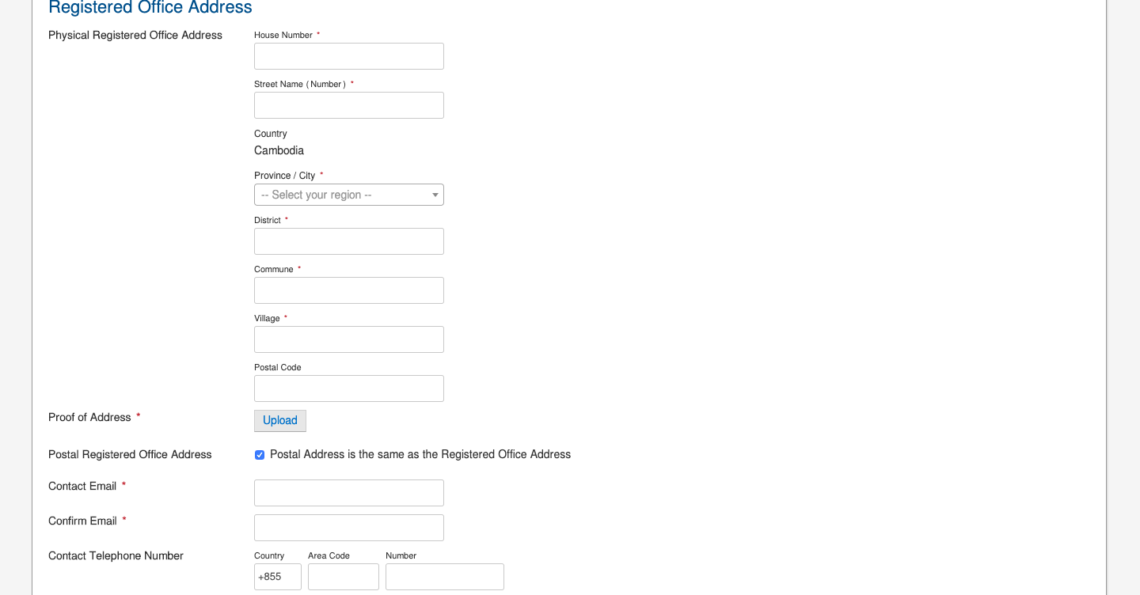 Registered Office Address
Physical Registered Office Address
House Number *
Street Name ( Number ) *
Country
Cambodia
Province / City *
-- Select your region --
District *
Commune *
Village *
Postal Code
Proof of Address *
Upload
Postal Registered Office Address
Postal Address is the same as the Registered Office Address
Contact Email *
Confirm Email *
Contact Telephone Number
Country Area Code Number
+855